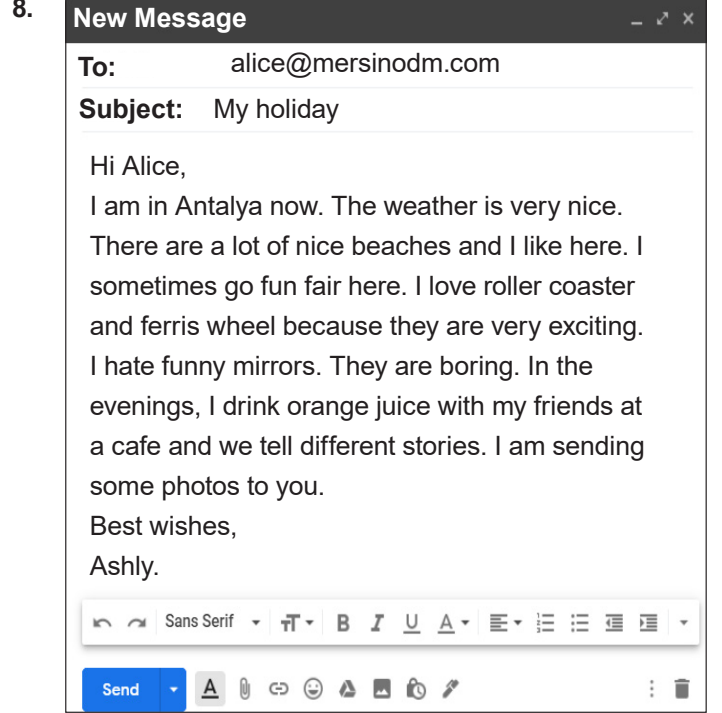 8.
New Message
To: alice@mersinodm.com
Subject: My holiday
Hi Alice,
I am in Antalya now. The weather is very nice.
There are a lot of nice beaches and I like here. I
sometimes go fun fair here. I love roller coaster
and ferris wheel because they are very exciting.
I hate funny mirrors. They are boring. In the
evenings, I drink orange juice with my friends at
a cafe and we tell different stories. I am sending
some photos to you.
Best wishes,
Ashly.
Sans Serif
Send